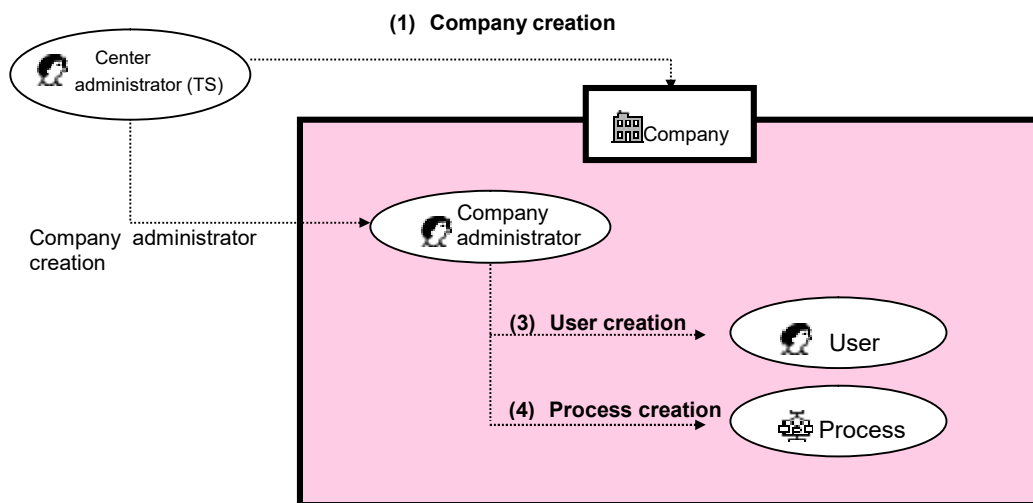 (1) Company creation
Center
administrator (TS)
Company
Company
administrator
Company administrator
creation
(3) User creation
User
(4) Process creation
Process